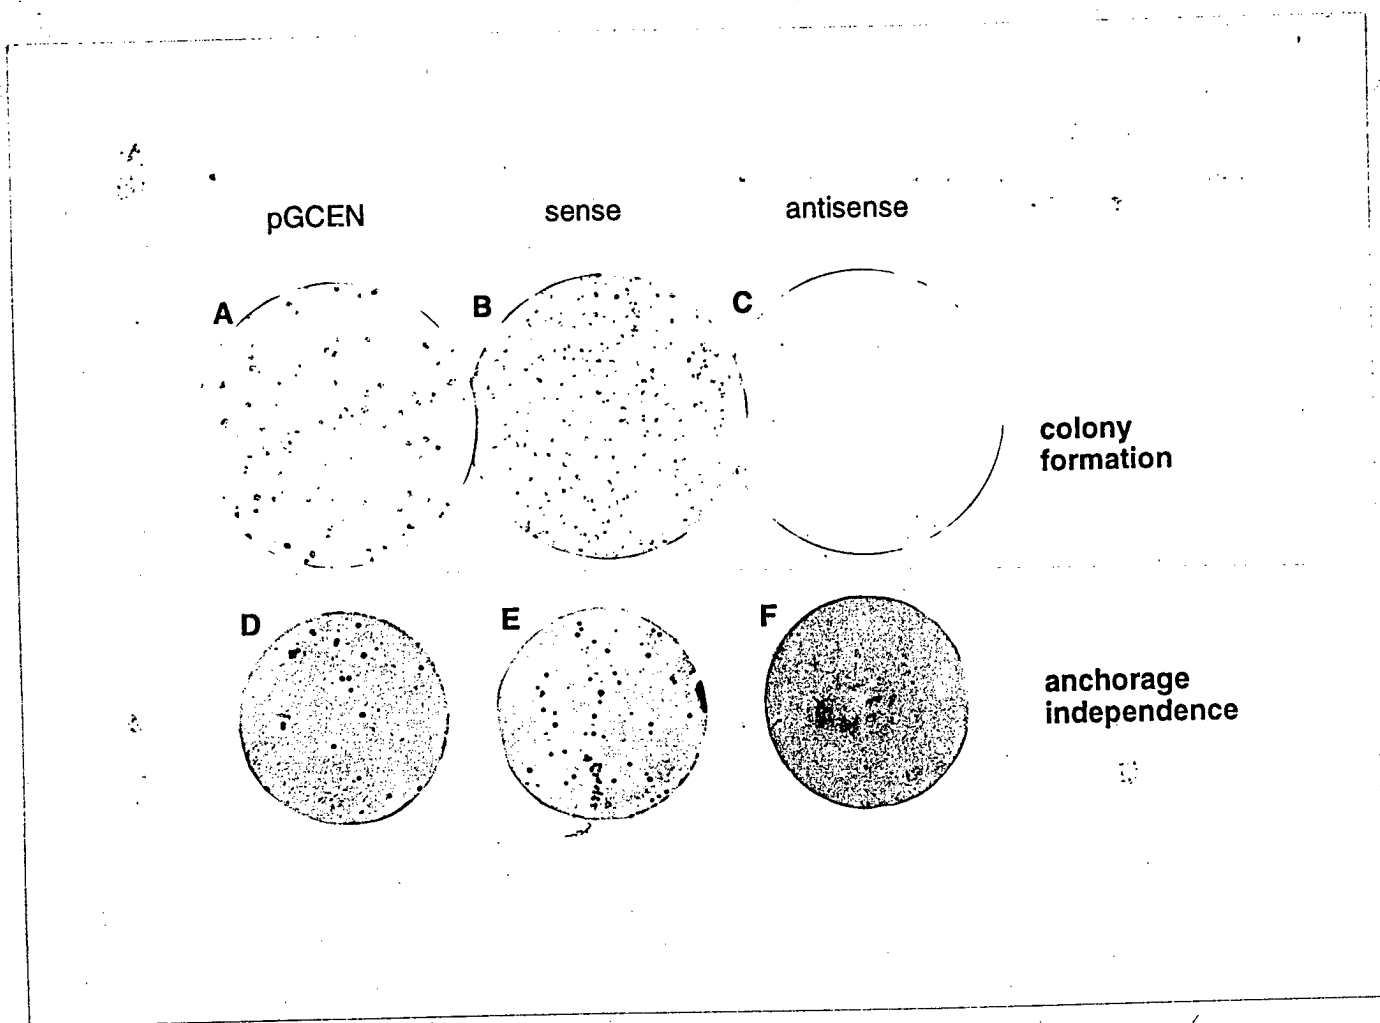 pGCEN sense antisense
A B C
colony
formation
D E F
anchorage
independence